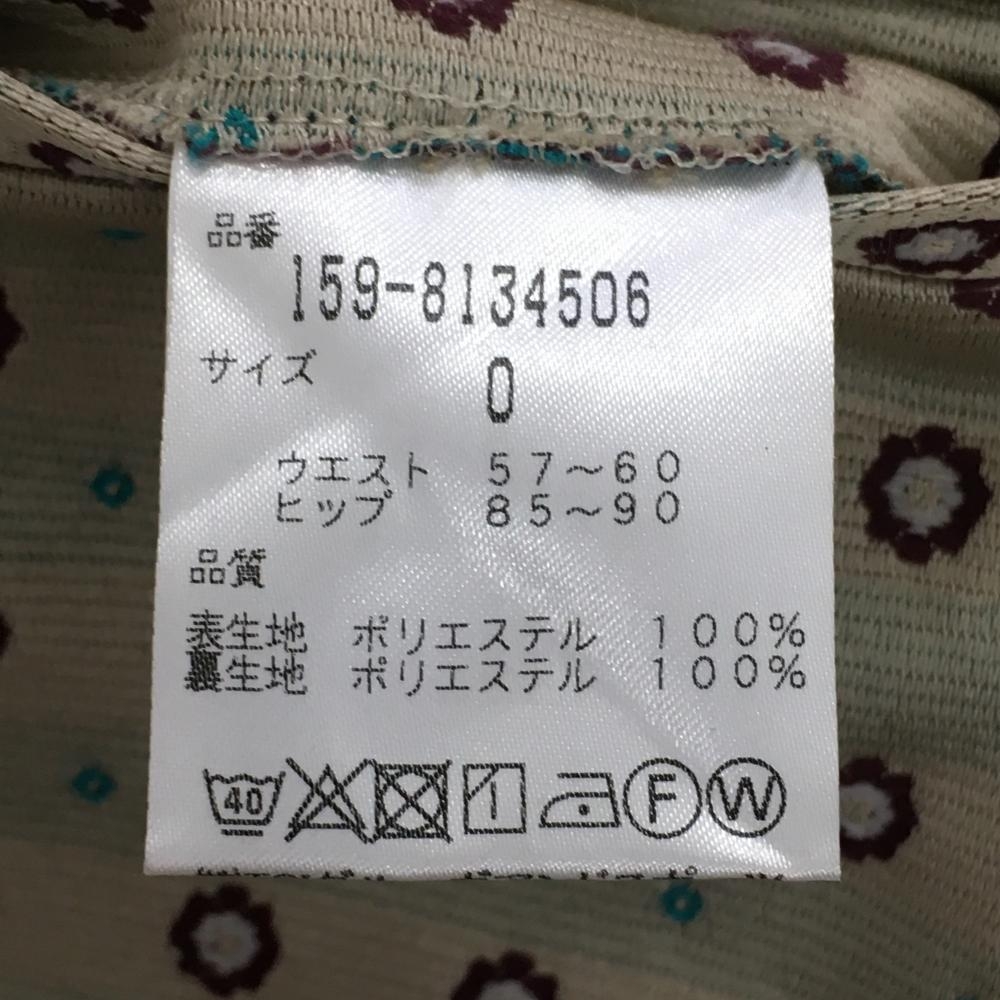 品番
159-8134506
サイズ 0
ウエスト 57～60
ヒップ 85～90
品質
表生地 ポリエステル 100%
裏生地 ポリエステル 100%
40 F W